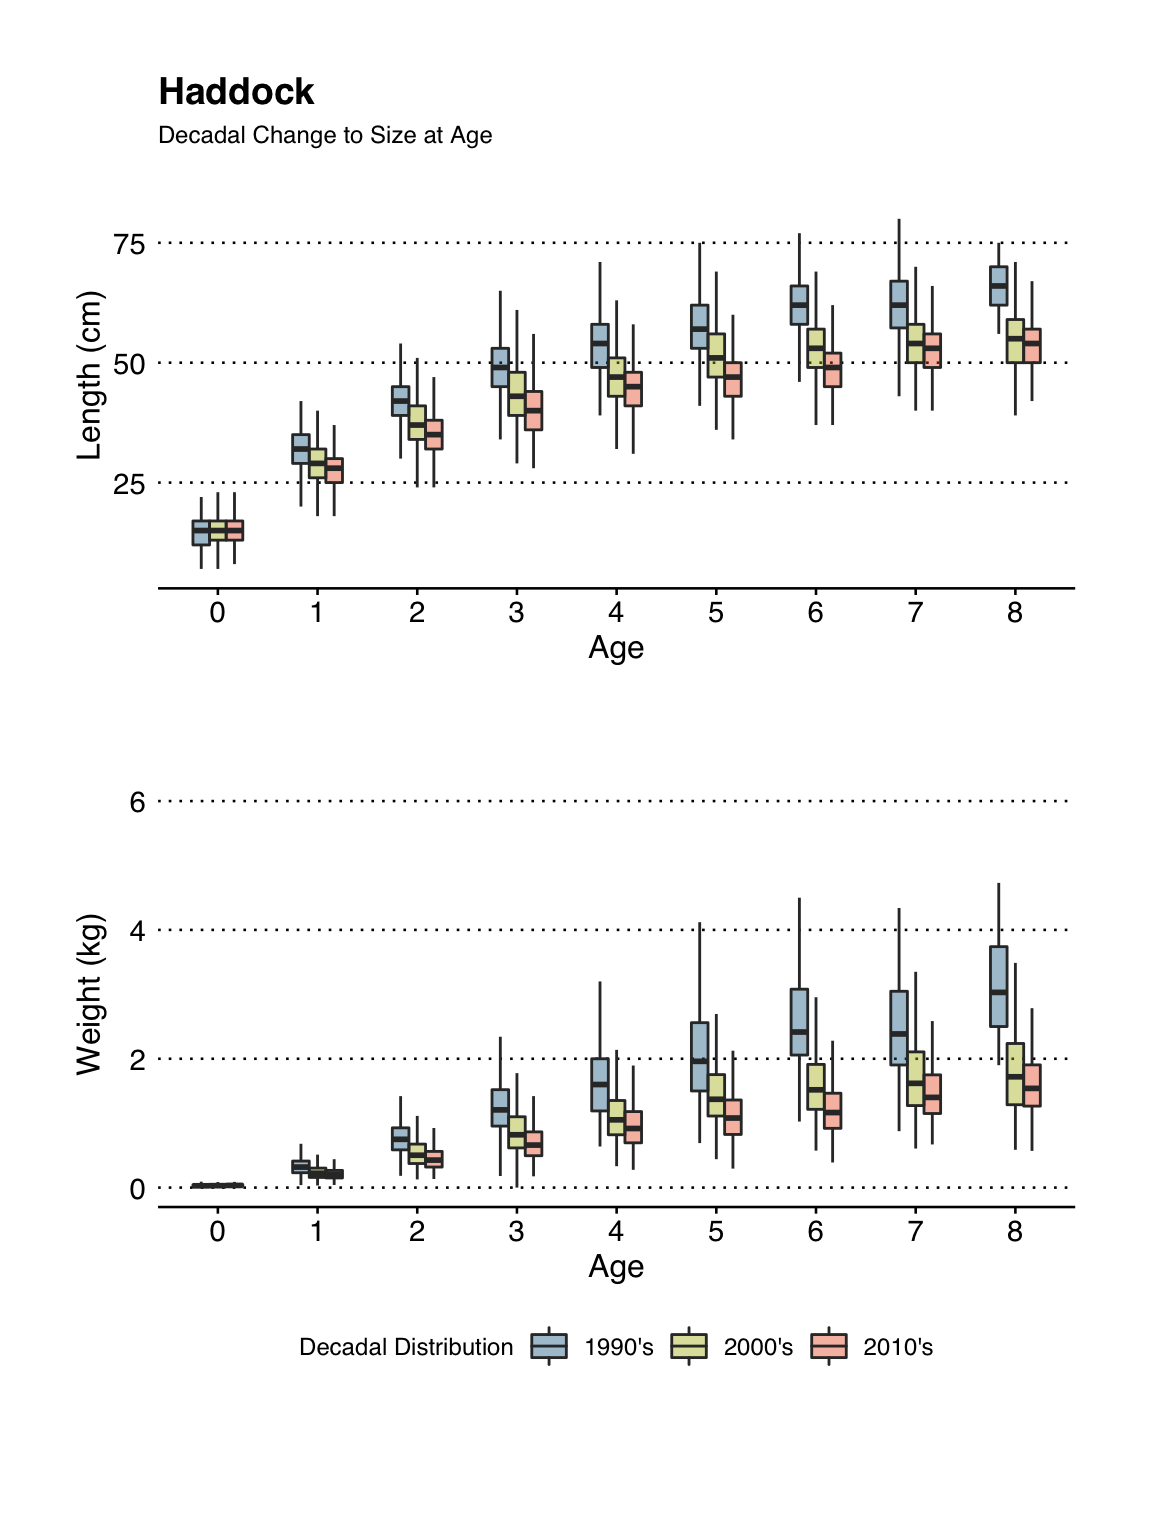 Haddock
Decadal Change to Size at Age
75
50
25
Length (cm)
0 1 2 3 4 5 6 7 8
Age
6
4
2
0
Weight (kg)
0 1 2 3 4 5 6 7 8
Age
Decadal Distribution 1990's 2000's 2010's